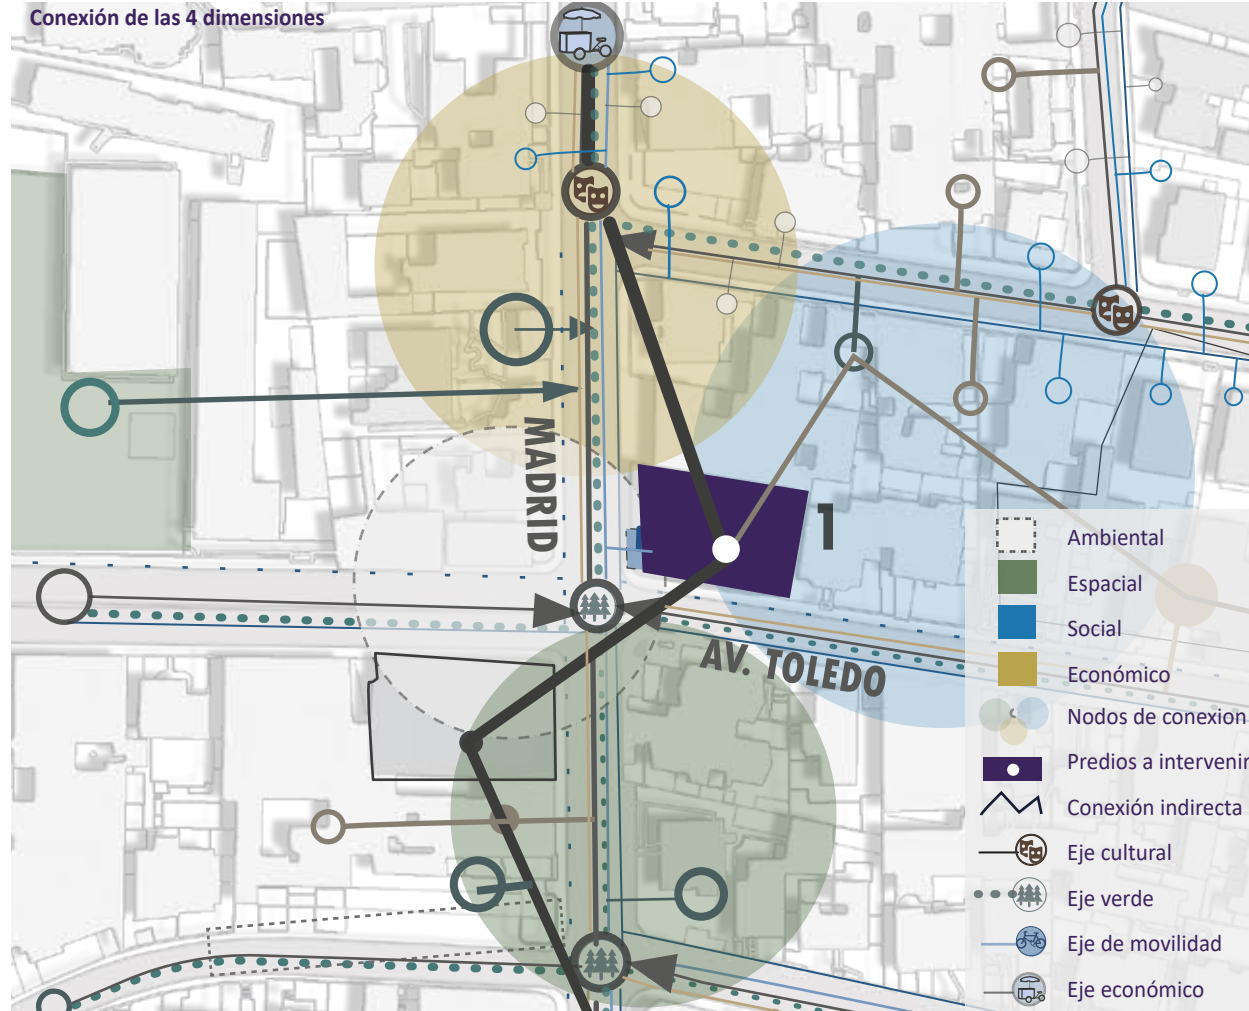 Conexión de las 4 dimensiones
MADRID
1
AV. TOLEDO
Ambiental
Espacial
Social
Económico
Nodos de conexion
Predios a intervenir
Conexión indirecta
Eje cultural
Eje verde
Eje de movilidad
Eje económico